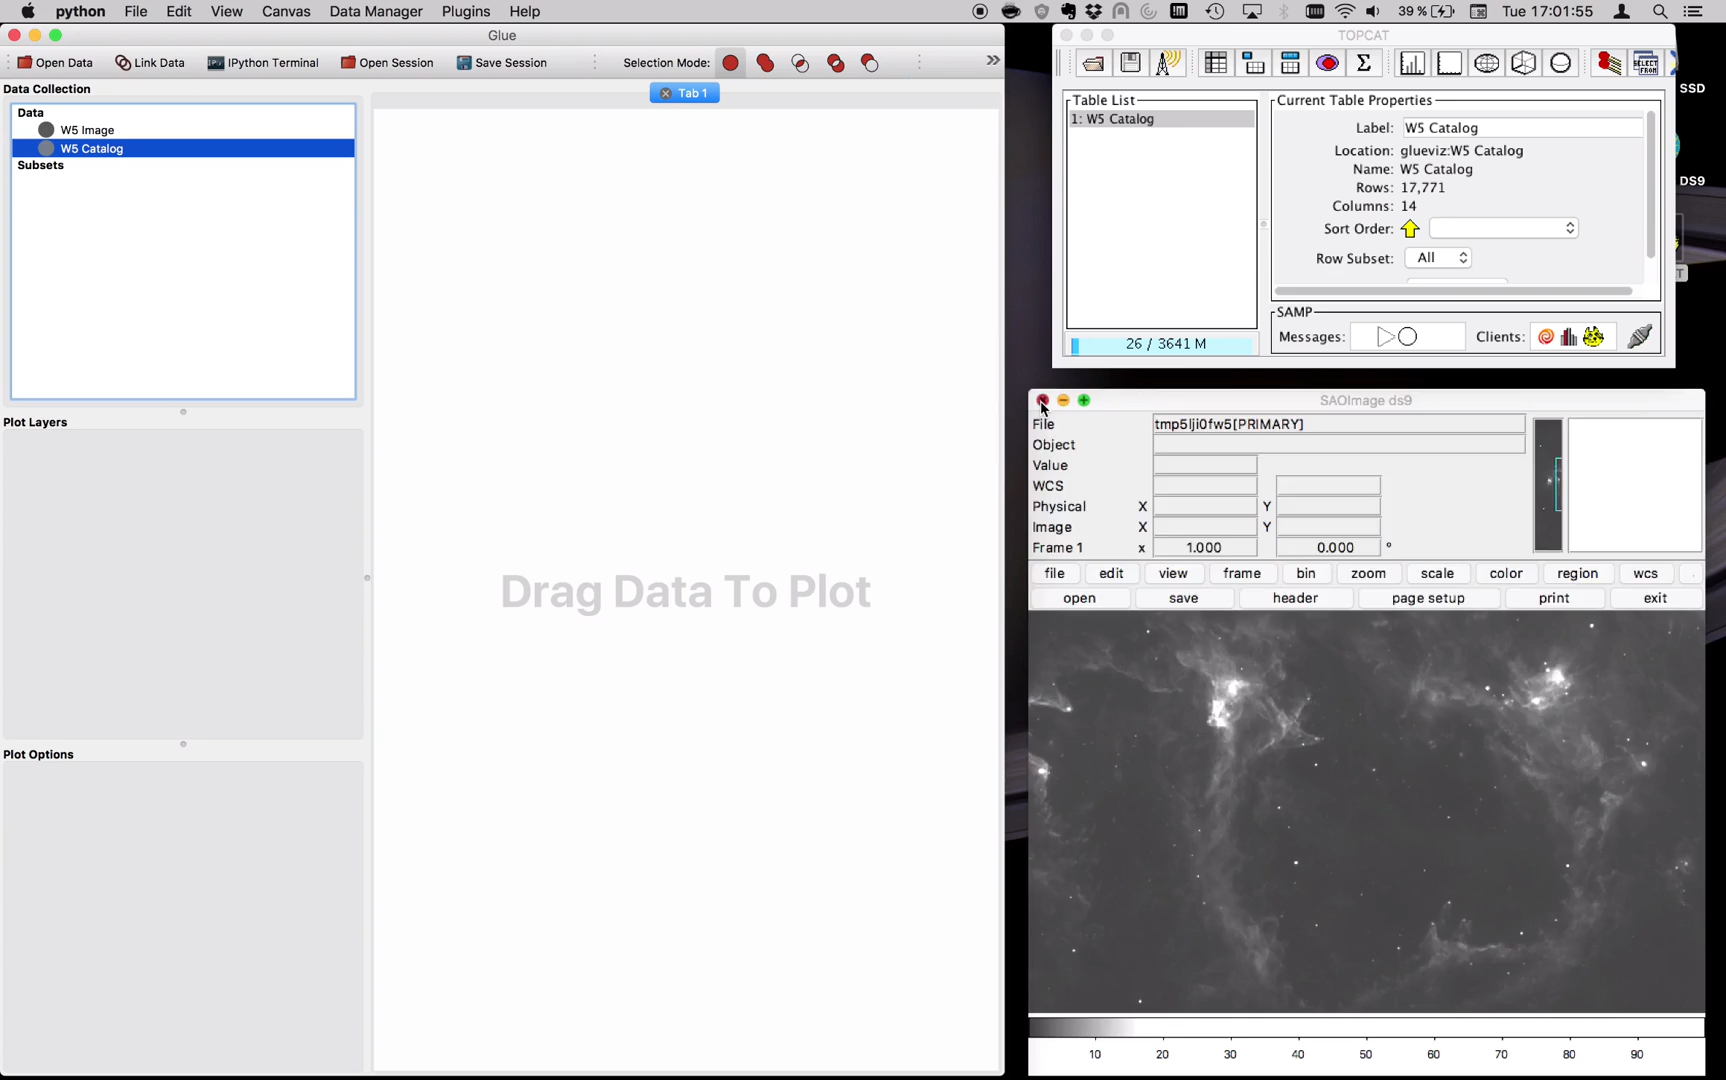 python File Edit View Canvas Data Manager Plugins Help
39 % Tue 17:01:55
Glue
Open Data Link Data IPython Terminal Open Session Save Session Selection Mode: »
Data Collection
Data
W5 Image
W5 Catalog
Subsets
Plot Layers
Plot Options
Tab 1
Drag Data To Plot
TOPCAT
SELECT FROM
Table List
1: W5 Catalog
26 / 3641 M
Current Table Properties
Label: W5 Catalog
Location: glueviz:W5 Catalog
Name: W5 Catalog
Rows: 17,771
Columns: 14
Sort Order:
Row Subset: All
SAMP
Messages: Clients:
SSD
DS9
T
SAOImage ds9
File tmp5lji0fw5[PRIMARY]
Object
Value
WCS
Physical X Y
Image X Y
Frame 1 x 1.000 0.000 °
file edit view frame bin zoom scale color region wcs
open save header page setup print exit
10 20 30 40 50 60 70 80 90